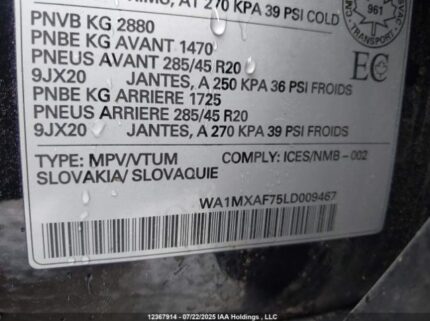 AT 270 KPA 39 PSI COLD
PNVB KG 2880
PNBE KG AVANT 1470
PNEUS AVANT 285/45 R20
9JX20 JANTES, A 250 KPA 36 PSI FROIDS
PNBE KG ARRIERE 1725
PNEUS ARRIERE 285/45 R20
9JX20 JANTES, A 270 KPA 39 PSI FROIDS
TYPE: MPV/VTUM COMPLY: ICES/NMB-002
SLOVAKIA/ SLOVAQUIE
WA1MXAF75LD009467
961
TRANSPORT
EC
12367914 - 07/22/2025 IAA Holdings , LLC